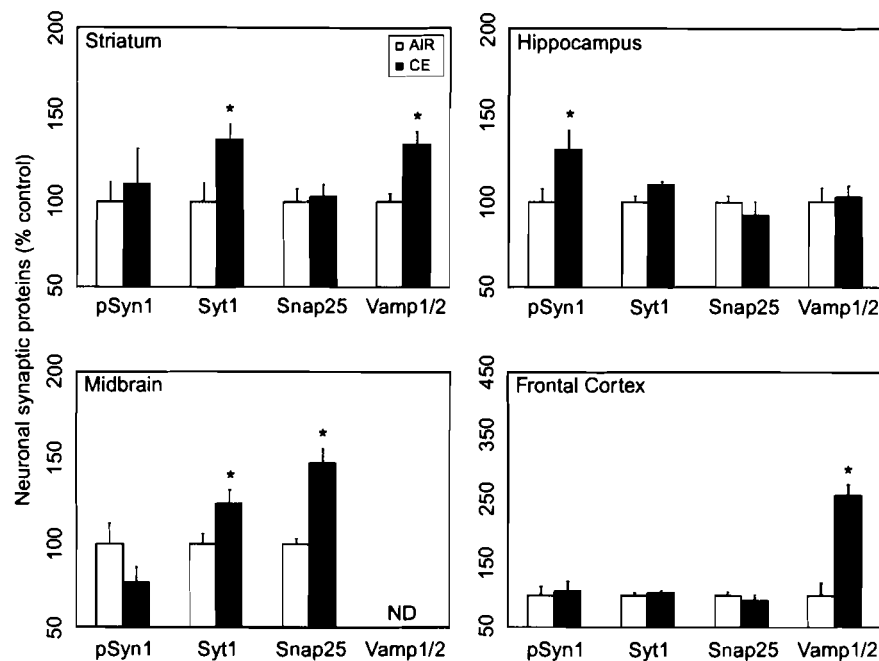 Neuronal synaptic proteins (% control)
Striatum
AIR
CE
200
150
100
50
*
*
pSyn1 Syt1 Snap25 Vamp1/2
Hippocampus
200
150
100
50
*
pSyn1 Syt1 Snap25 Vamp1/2
Midbrain
200
150
100
50
*
*
ND
pSyn1 Syt1 Snap25 Vamp1/2
Frontal Cortex
450
350
250
150
50
*
pSyn1 Syt1 Snap25 Vamp1/2